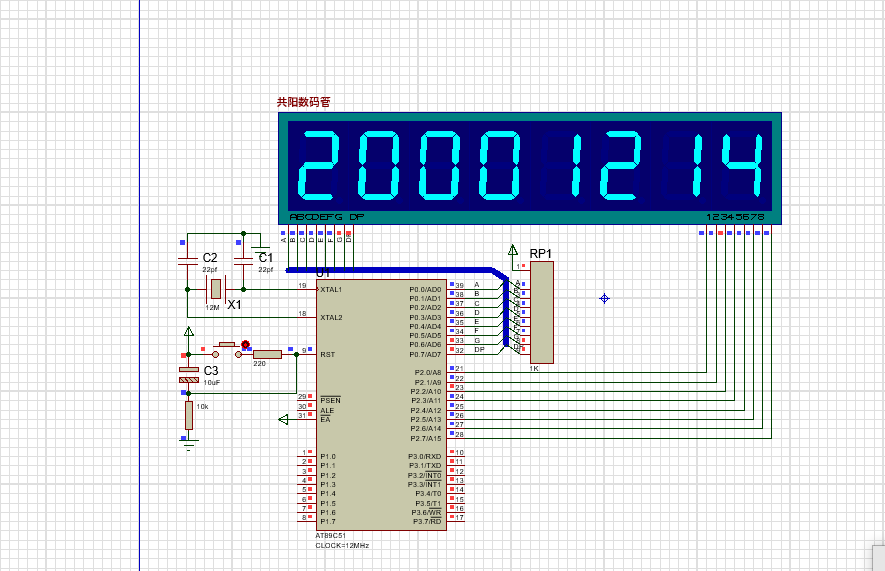 共阳数码管
20001214
ABCDEFG DP
12345678
A
B
C
D
E
F
G
C2
22pf
C1
22pf
X1
12M
19
XTAL1
18
XTAL2
9
RST
220
C3
10uF
10k
29
PSEN
30
ALE
31
EA
1 P1.0
2 P1.1
3 P1.2
4 P1.3
5 P1.4
6 P1.5
7 P1.6
8 P1.7
U1
P0.0/AD0 39 A
P0.1/AD1 38 B
P0.2/AD2 37 C
P0.3/AD3 36 D
P0.4/AD4 35 E
P0.5/AD5 34 F
P0.6/AD6 33 G
P0.7/AD7 32 DP
P2.0/A8 21
P2.1/A9 22
P2.2/A10 23
P2.3/A11 24
P2.4/A12 25
P2.5/A13 26
P2.6/A14 27
P2.7/A15 28
P3.0/RXD 10
P3.1/TXD 11
P3.2/INT0 12
P3.3/INT1 13
P3.4/T0 14
P3.5/T1 15
P3.6/WR 16
P3.7/RD 17
AT89C51
CLOCK=12MHz
RP1
1
1K